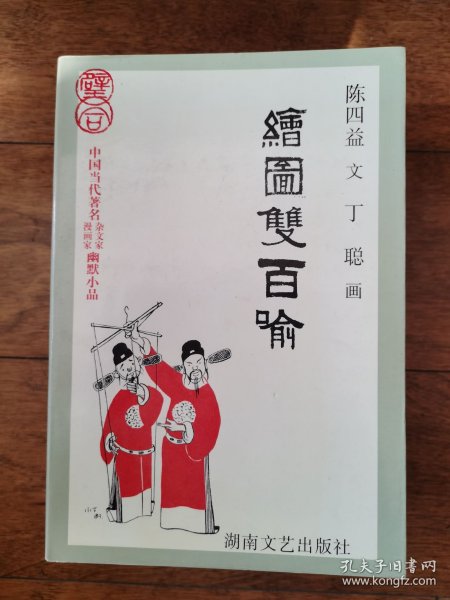 陈四益 文 丁聪 画
繪圖雙百喻
璧合
中国当代著名杂文家漫画家幽默小品
湖南文艺出版社
孔夫子旧书网
www.kongfz.com